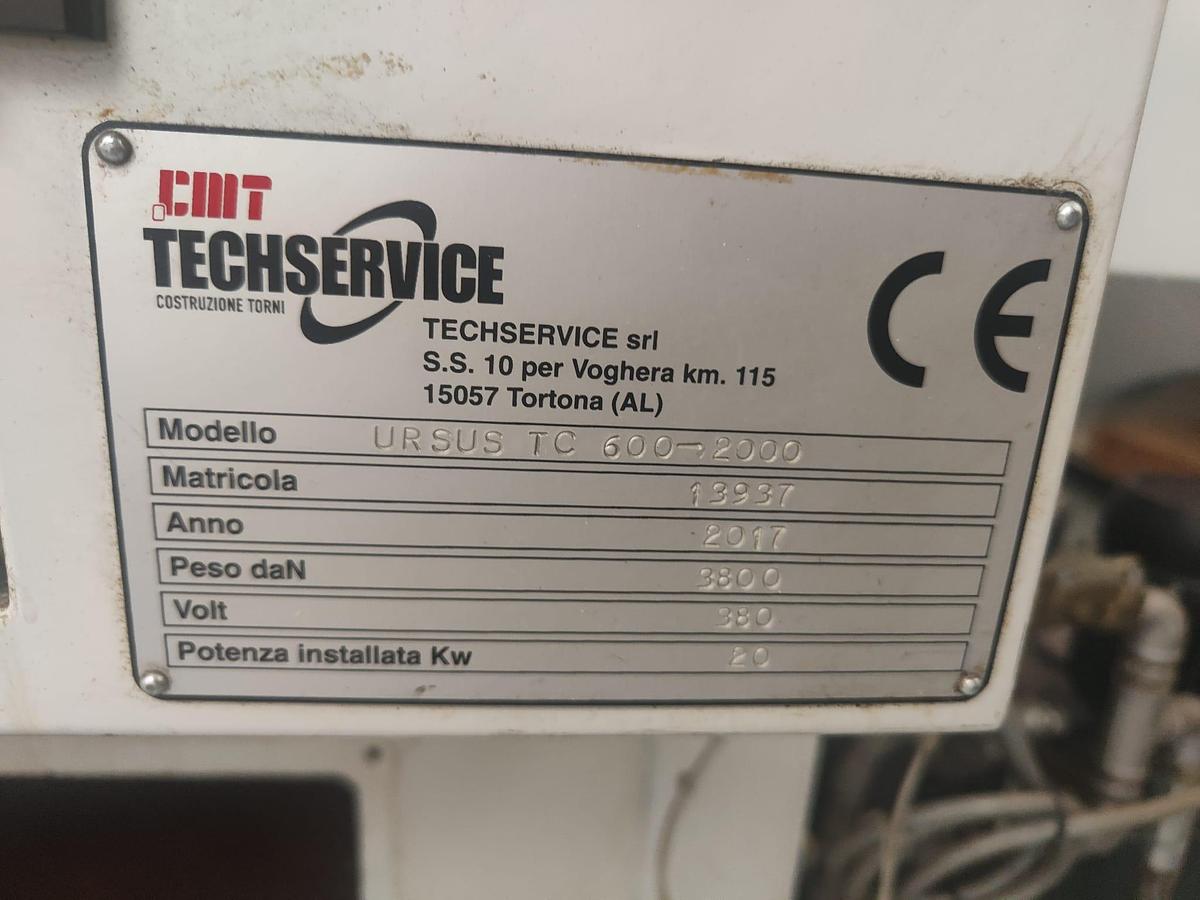 CMT
TECHSERVICE
COSTRUZIONE TORNI
TECHSERVICE srl
S.S. 10 per Voghera km. 115
15057 Tortona (AL)
CE
Modello URSUS TC 600→2000
Matricola 13937
Anno 2017
Peso daN 3800
Volt 380
Potenza installata Kw 20